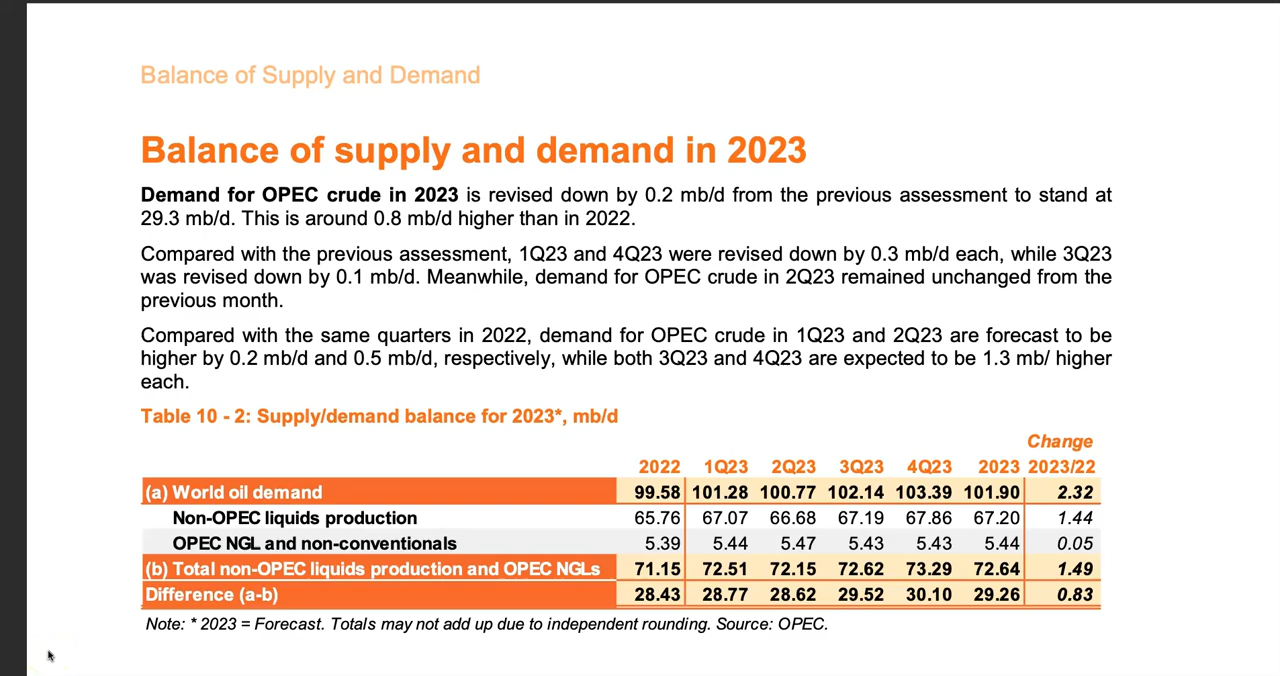 Balance of Supply and Demand
Balance of supply and demand in 2023
Demand for OPEC crude in 2023 is revised down by 0.2 mb/d from the previous assessment to stand at
29.3 mb/d. This is around 0.8 mb/d higher than in 2022.
Compared with the previous assessment, 1Q23 and 4Q23 were revised down by 0.3 mb/d each, while 3Q23
was revised down by 0.1 mb/d. Meanwhile, demand for OPEC crude in 2Q23 remained unchanged from the
previous month.
Compared with the same quarters in 2022, demand for OPEC crude in 1Q23 and 2Q23 are forecast to be
higher by 0.2 mb/d and 0.5 mb/d, respectively, while both 3Q23 and 4Q23 are expected to be 1.3 mb/ higher
each.
Table 10 - 2: Supply/demand balance for 2023*, mb/d
Change
2022 1Q23 2Q23 3Q23 4Q23 2023 2023/22
(a) World oil demand 99.58 101.28 100.77 102.14 103.39 101.90 2.32
Non-OPEC liquids production 65.76 67.07 66.68 67.19 67.86 67.20 1.44
OPEC NGL and non-conventionals 5.39 5.44 5.47 5.43 5.43 5.44 0.05
(b) Total non-OPEC liquids production and OPEC NGLs 71.15 72.51 72.15 72.62 73.29 72.64 1.49
Difference (a-b) 28.43 28.77 28.62 29.52 30.10 29.26 0.83
Note: * 2023 = Forecast. Totals may not add up due to independent rounding. Source: OPEC.